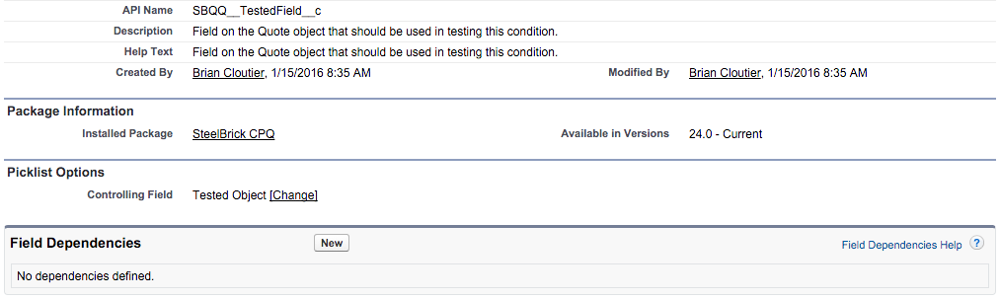 API Name SBQQ__TestedField__c
Description Field on the Quote object that should be used in testing this condition.
Help Text Field on the Quote object that should be used in testing this condition.
Created By Brian Cloutier, 1/15/2016 8:35 AM Modified By Brian Cloutier, 1/15/2016 8:35 AM
Package Information
Installed Package SteelBrick CPQ Available in Versions 24.0 - Current
Picklist Options
Controlling Field Tested Object [Change]
Field Dependencies New Field Dependencies Help ?
No dependencies defined.